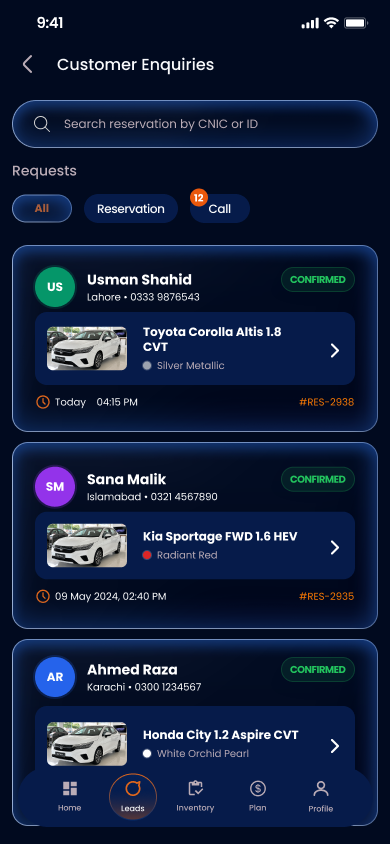 9:41
Customer Enquiries
Search reservation by CNIC or ID
Requests
All
Reservation
12
Call
US
Usman Shahid
Lahore • 0333 9876543
CONFIRMED
Toyota Corolla Altis 1.8
CVT
Silver Metallic
Today 04:15 PM
#RES-2938
SM
Sana Malik
Islamabad • 0321 4567890
CONFIRMED
Kia Sportage FWD 1.6 HEV
Radiant Red
09 May 2024, 02:40 PM
#RES-2935
AR
Ahmed Raza
Karachi • 0300 1234567
CONFIRMED
Honda City 1.2 Aspire CVT
White Orchid Pearl
Home
Leads
Inventory
Plan
Profile